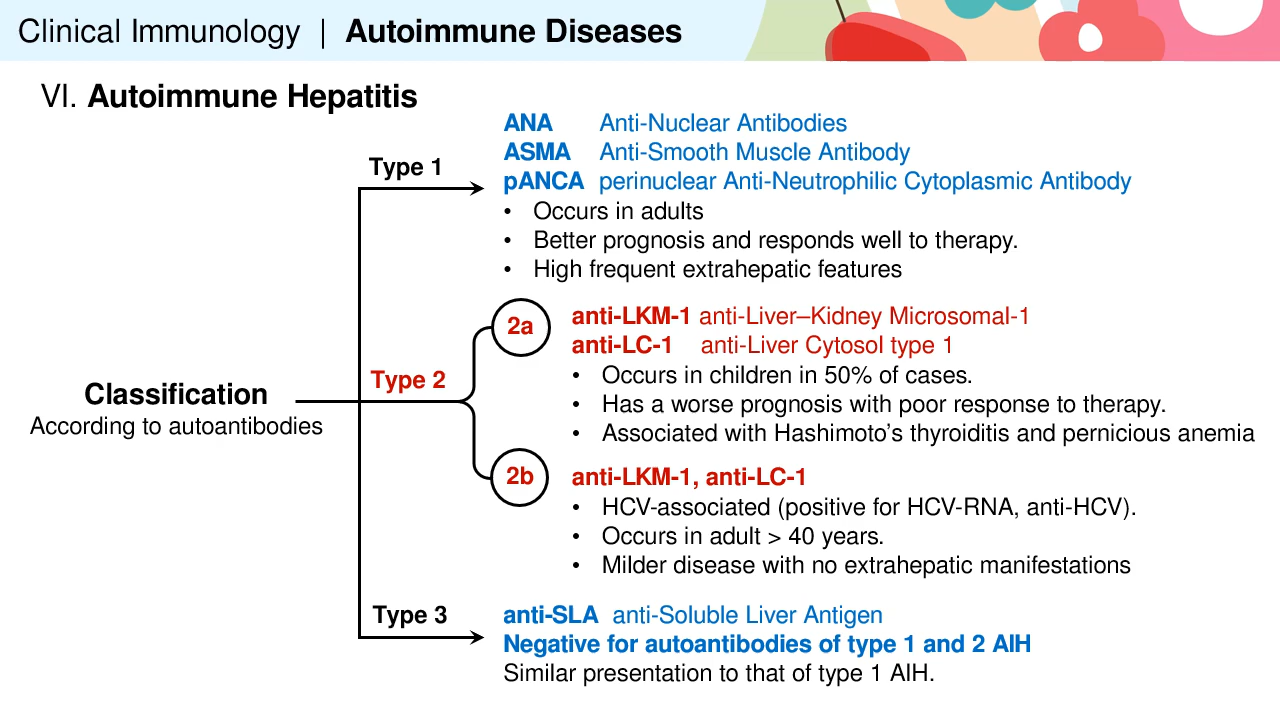 Clinical Immunology | Autoimmune Diseases
VI. Autoimmune Hepatitis
Classification
According to autoantibodies
Type 1
ANA Anti-Nuclear Antibodies
ASMA Anti-Smooth Muscle Antibody
pANCA perinuclear Anti-Neutrophilic Cytoplasmic Antibody
• Occurs in adults
• Better prognosis and responds well to therapy.
• High frequent extrahepatic features
Type 2
2a
anti-LKM-1 anti-Liver–Kidney Microsomal-1
anti-LC-1 anti-Liver Cytosol type 1
• Occurs in children in 50% of cases.
• Has a worse prognosis with poor response to therapy.
• Associated with Hashimoto’s thyroiditis and pernicious anemia
2b
anti-LKM-1, anti-LC-1
• HCV-associated (positive for HCV-RNA, anti-HCV).
• Occurs in adult > 40 years.
• Milder disease with no extrahepatic manifestations
Type 3
anti-SLA anti-Soluble Liver Antigen
Negative for autoantibodies of type 1 and 2 AIH
Similar presentation to that of type 1 AIH.